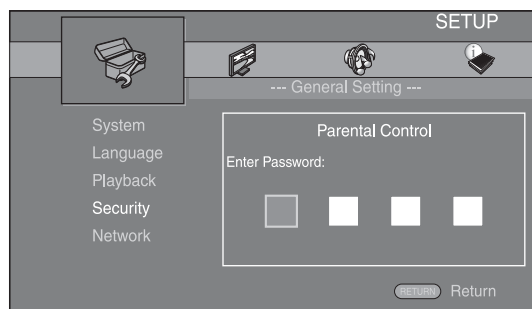 SETUP
--- General Setting ---
System
Language
Playback
Security
Network
Parental Control
Enter Password:
RETURN Return